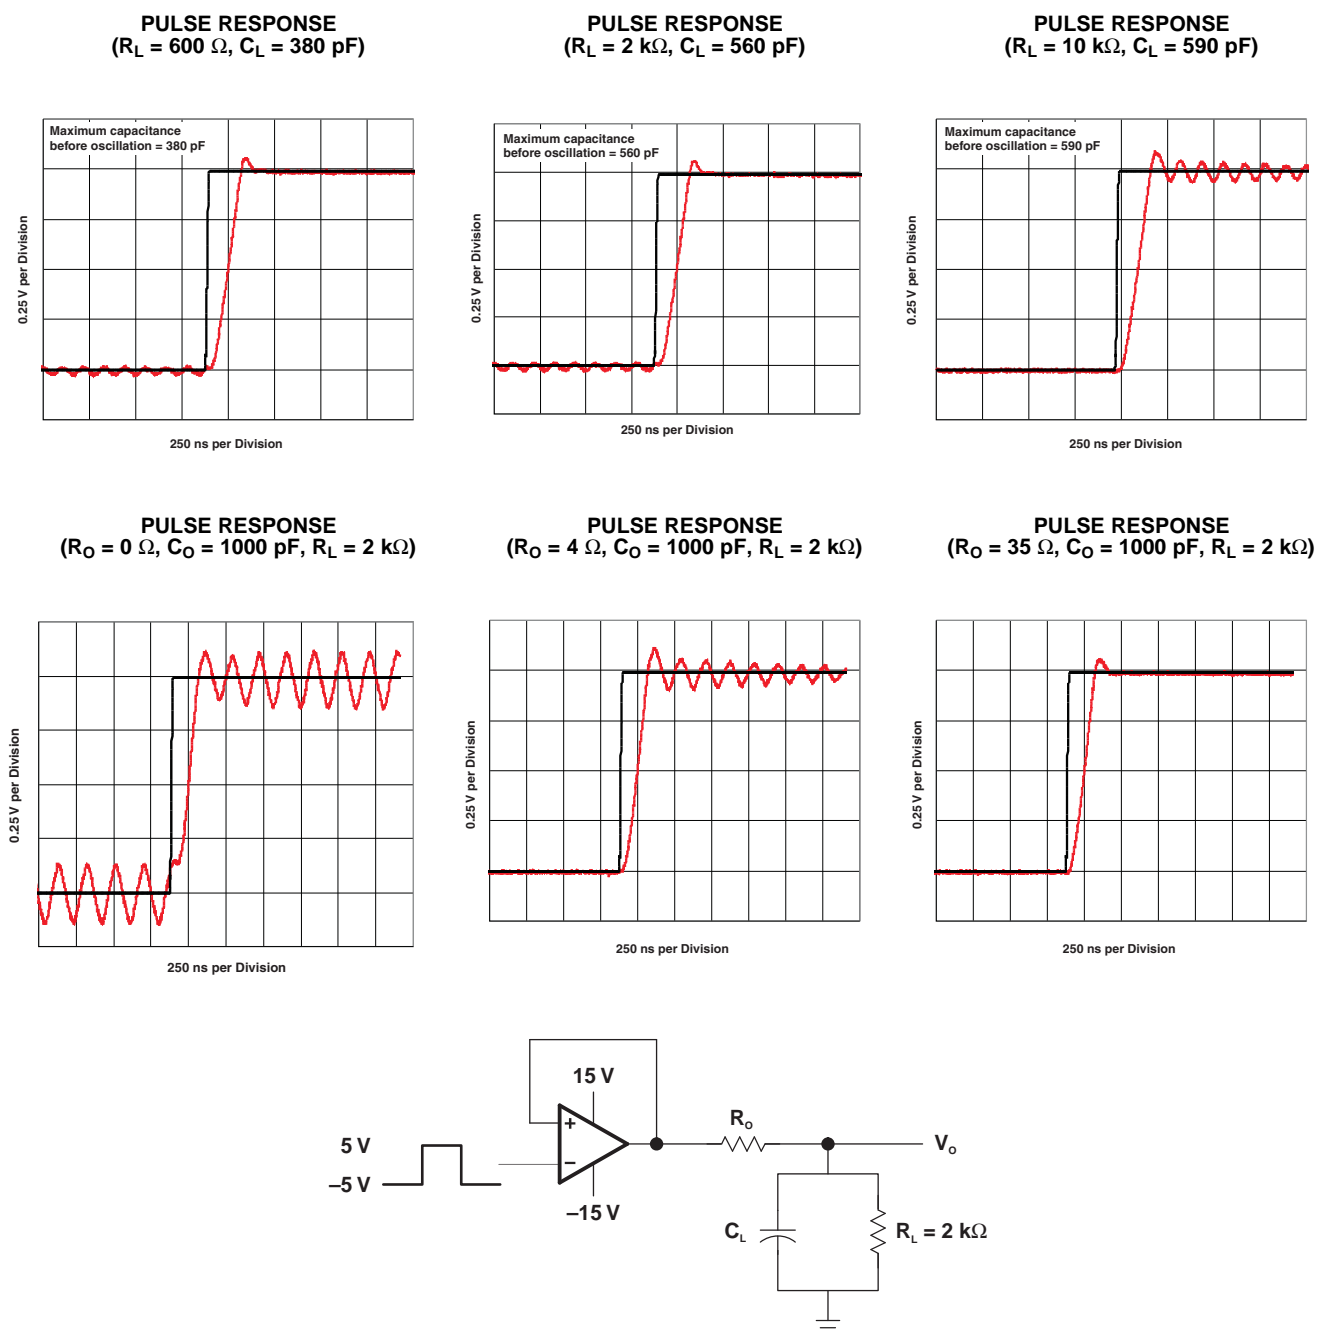 PULSE RESPONSE
(RL = 600 Ω, CL = 380 pF)
PULSE RESPONSE
(RL = 2 kΩ, CL = 560 pF)
PULSE RESPONSE
(RL = 10 kΩ, CL = 590 pF)
Maximum capacitance
before oscillation = 380 pF
0.25 V per Division
250 ns per Division
Maximum capacitance
before oscillation = 560 pF
0.25 V per Division
250 ns per Division
Maximum capacitance
before oscillation = 590 pF
0.25 V per Division
250 ns per Division
PULSE RESPONSE
(RO = 0 Ω, CO = 1000 pF, RL = 2 kΩ)
PULSE RESPONSE
(RO = 4 Ω, CO = 1000 pF, RL = 2 kΩ)
PULSE RESPONSE
(RO = 35 Ω, CO = 1000 pF, RL = 2 kΩ)
0.25 V per Division
250 ns per Division
0.25 V per Division
250 ns per Division
0.25 V per Division
250 ns per Division
15 V
5 V
–5 V
+
–
–15 V
RO
VO
CL
RL = 2 kΩ